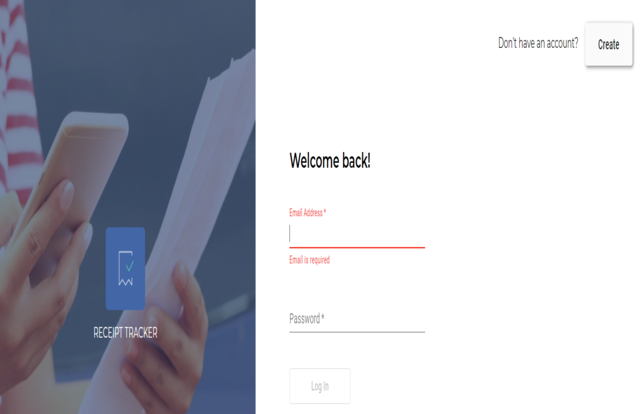 Don't have an account? Create
Welcome back!
Email Address *
Email is required
Password *
Log In
RECEIPT TRACKER